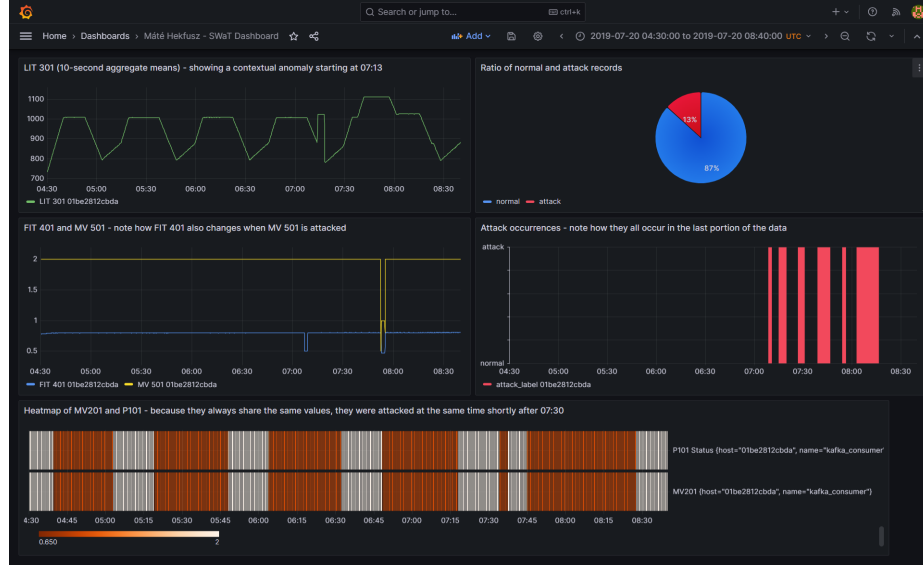 Search or jump to... ctrl+k
Home › Dashboards › Máté Hekfusz - SWaT Dashboard Add 2019-07-20 04:30:00 to 2019-07-20 08:40:00 UTC
LIT 301 (10-second aggregate means) - showing a contextual anomaly starting at 07:13
1100
1000
900
800
700
04:30 05:00 05:30 06:00 06:30 07:00 07:30 08:00 08:30
LIT 301 01be2812cbda
Ratio of normal and attack records
13%
87%
normal attack
FIT 401 and MV 501 - note how FIT 401 also changes when MV 501 is attacked
2
1.5
1
0.5
04:30 05:00 05:30 06:00 06:30 07:00 07:30 08:00 08:30
FIT 401 01be2812cbda MV 501 01be2812cbda
Attack occurrences - note how they all occur in the last portion of the data
attack
normal
04:30 05:00 05:30 06:00 06:30 07:00 07:30 08:00 08:30
attack_label 01be2812cbda
Heatmap of MV201 and P101 - because they always share the same values, they were attacked at the same time shortly after 07:30
P101 Status {host="01be2812cbda", name="kafka_consumer"
MV201 {host="01be2812cbda", name="kafka_consumer"}
4:30 04:45 05:00 05:15 05:30 05:45 06:00 06:15 06:30 06:45 07:00 07:15 07:30 07:45 08:00 08:15 08:30
0.650 2